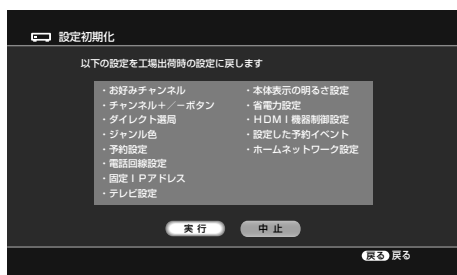 設定初期化
以下の設定を工場出荷時の設定に戻します
・お好みチャンネル
・チャンネル＋／－ボタン
・ダイレクト選局
・ジャンル色
・予約設定
・電話回線設定
・固定ＩＰアドレス
・テレビ設定
・本体表示の明るさ設定
・省電力設定
・ＨＤＭＩ機器制御設定
・設定した予約イベント
・ホームネットワーク設定
実行 中止
戻る 戻る